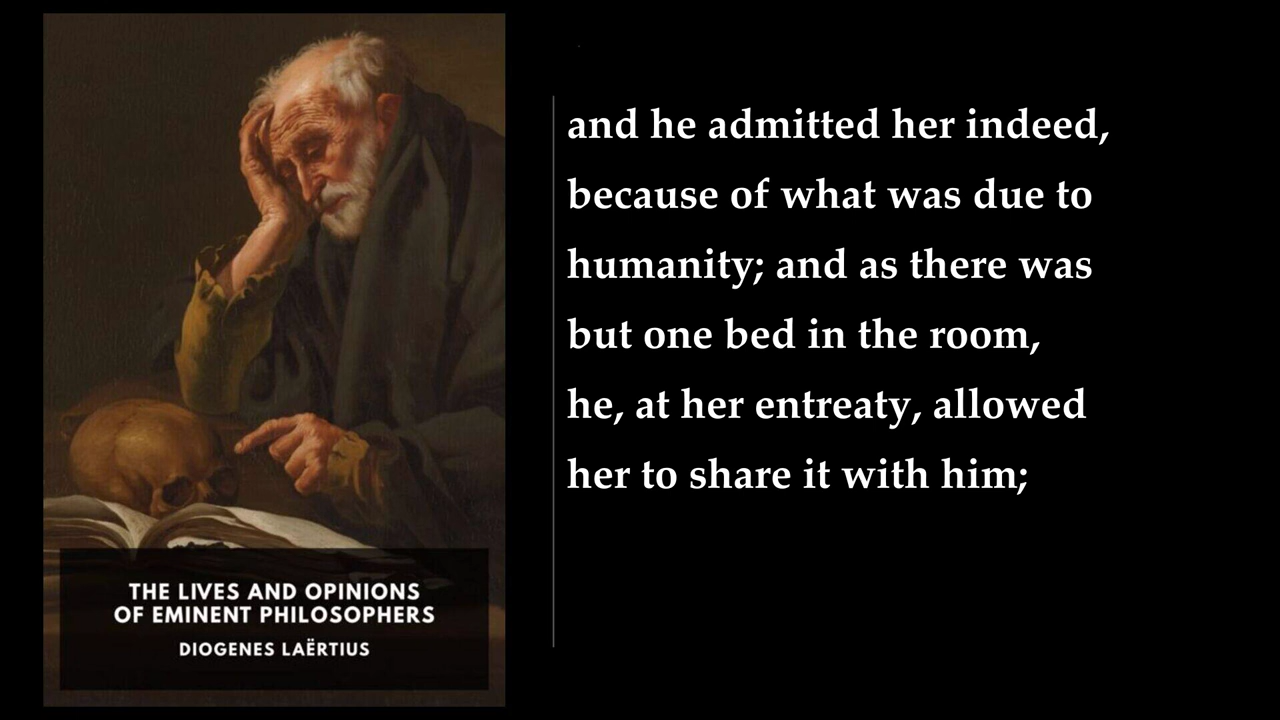 and he admitted her indeed,
because of what was due to
humanity; and as there was
but one bed in the room,
he, at her entreaty, allowed
her to share it with him;
THE LIVES AND OPINIONS
OF EMINENT PHILOSOPHERS
DIOGENES LAËRTIUS